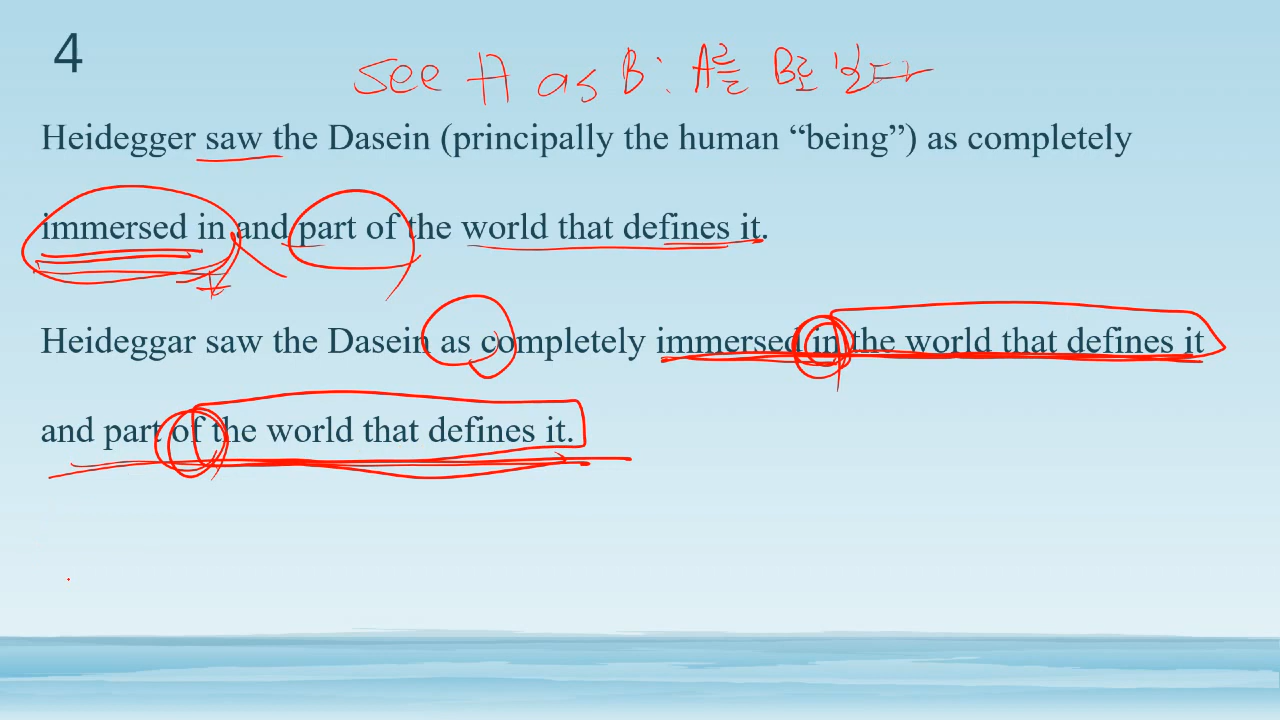 4
see A as B : A를 B로 보다
Heidegger saw the Dasein (principally the human “being”) as completely
immersed in and part of the world that defines it.
Heideggar saw the Dasein as completely immersed in the world that defines it
and part of the world that defines it.